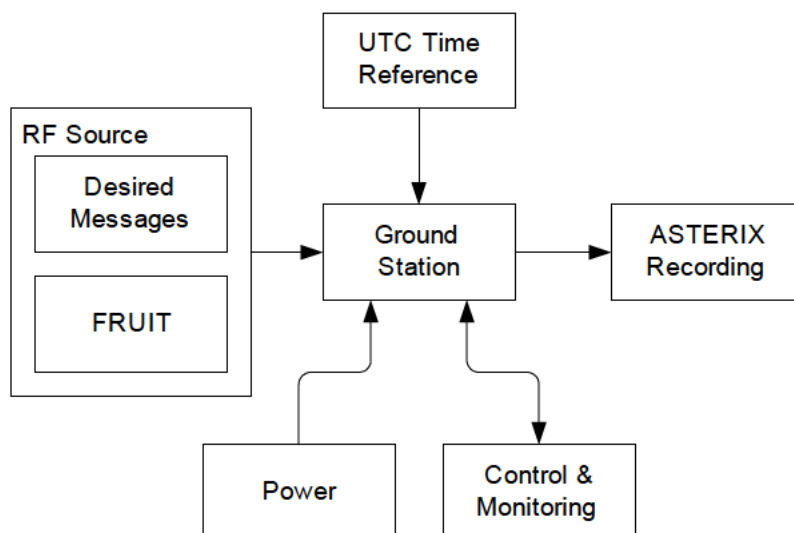 UTC Time
Reference
RF Source
Desired
Messages
FRUIT
Ground
Station
ASTERIX
Recording
Power
Control &
Monitoring